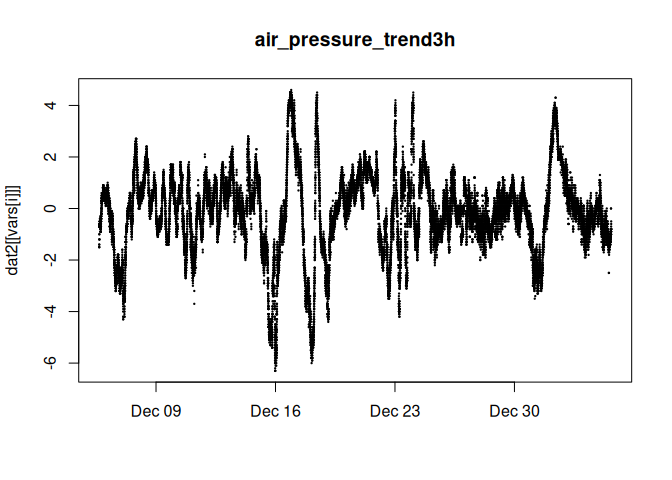 air_pressure_trend3h
dat2[[vars[i]]]
4
2
0
-2
-4
-6
Dec 09 Dec 16 Dec 23 Dec 30